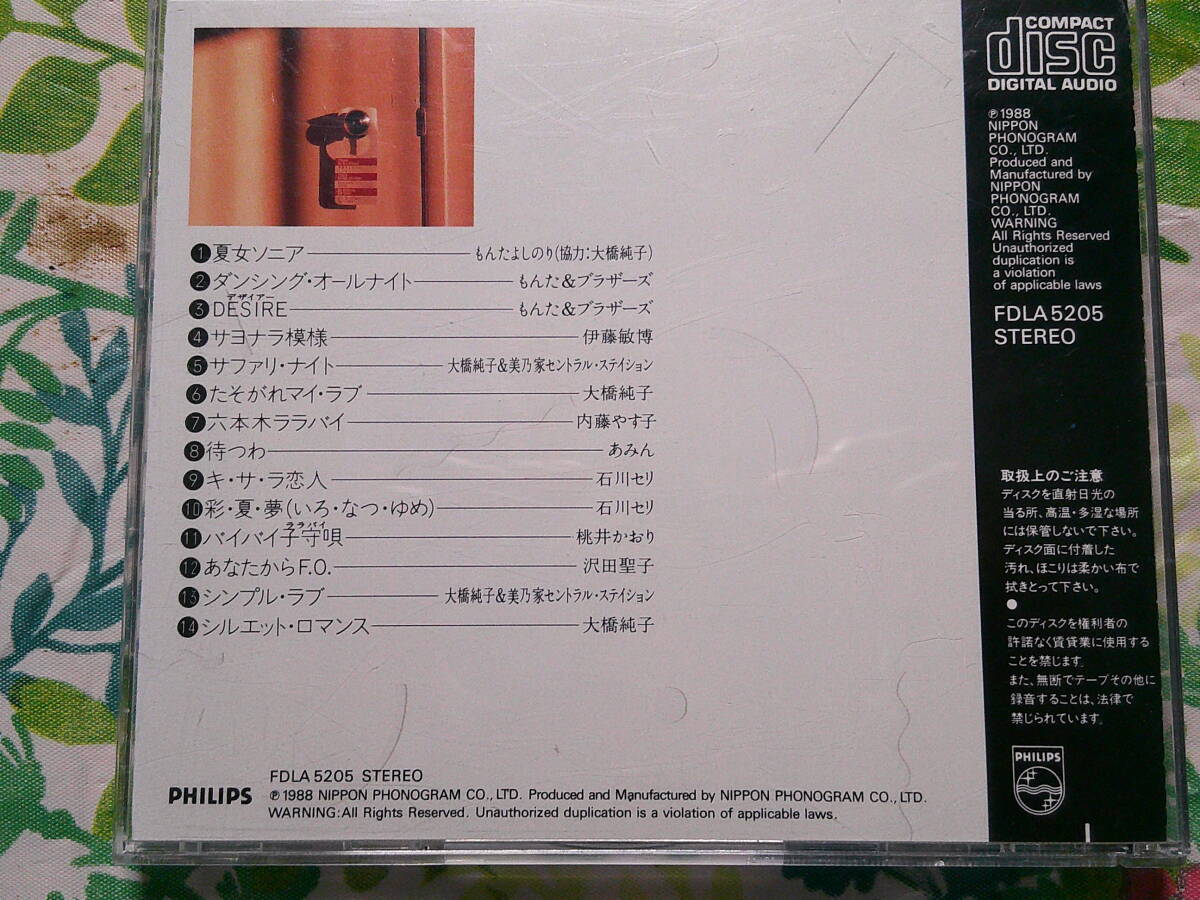 1 夏女ソニア もんたよしのり(協力:大橋純子)
2 ダンシング・オールナイト もんた&ブラザーズ
デザイアー
3 DESIRE もんた&ブラザーズ
4 サヨナラ模様 伊藤敏博
5 サファリ・ナイト 大橋純子&美乃家セントラル・ステイション
6 たそがれマイ・ラブ 大橋純子
7 六本木ララバイ 内藤やす子
8 待つわ あみん
9 キ・サ・ラ恋人 石川セリ
10 彩・夏・夢(いろ・なつ・ゆめ) 石川セリ
ララバイ
11 バイバイ子守唄 桃井かおり
12 あなたからF.O. 沢田聖子
13 シンプル・ラブ 大橋純子&美乃家セントラル・ステイション
14 シルエット・ロマンス 大橋純子
PHILIPS
FDLA 5205 STEREO
℗1988 NIPPON PHONOGRAM CO., LTD. Produced and Manufactured by NIPPON PHONOGRAM CO., LTD.
WARNING:All Rights Reserved. Unauthorized duplication is a violation of applicable laws.
COMPACT
disc
DIGITAL AUDIO
℗1988
NIPPON
PHONOGRAM
CO., LTD.
Produced and
Manufactured by
NIPPON
PHONOGRAM
CO., LTD.
WARNING
All Rights Reserved
Unauthorized
duplication is
a violation
of applicable laws
FDLA 5205
STEREO
取扱上のご注意
ディスクを直射日光の
当る所、高温・多湿な場所
には保管しないで下さい。
ディスク面に付着した
汚れ、ほこりは柔かい布で
拭きとって下さい。
●
このディスクを権利者の
許諾なく賃貸業に使用する
ことを禁じます。
また、無断でテープその他に
録音することは、法律で
禁じられています。
PHILIPS